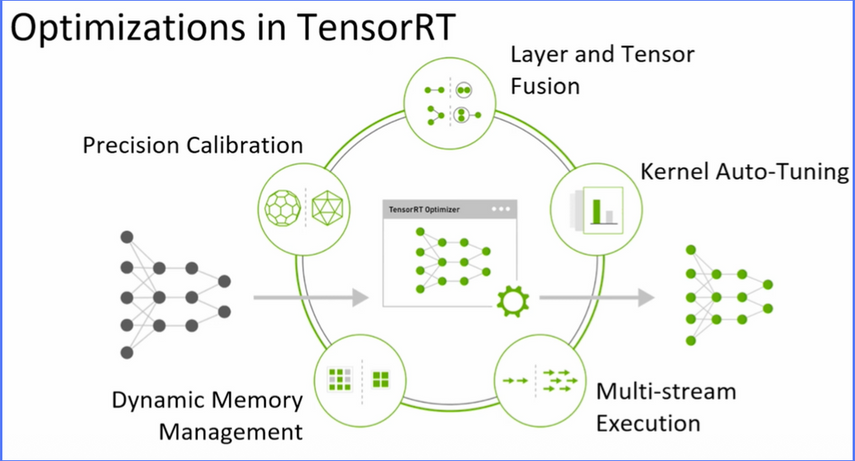 Optimizations in TensorRT
Layer and Tensor
Fusion
Precision Calibration
Kernel Auto-Tuning
TensorRT Optimizer
Dynamic Memory
Management
Multi-stream
Execution